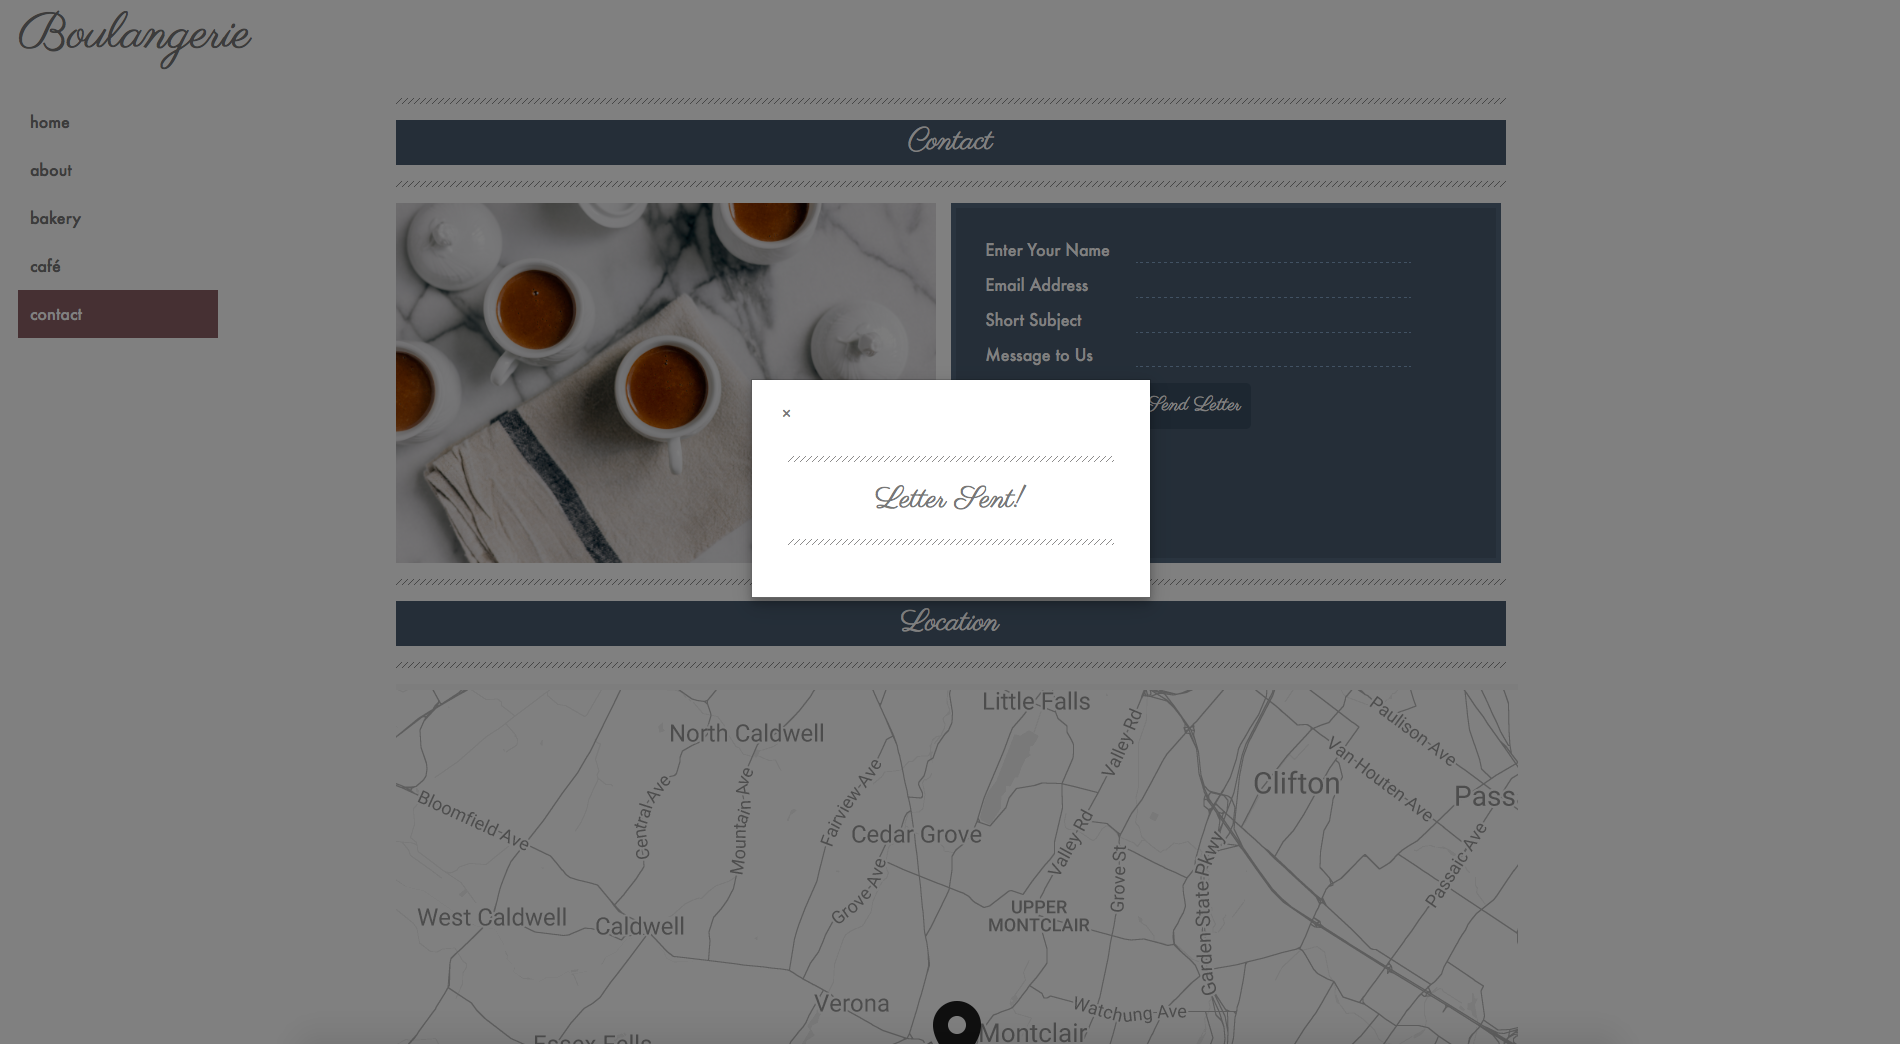 Boulangerie
home
about
bakery
café
contact
Contact
Enter Your Name
Email Address
Short Subject
Message to Us
Send Letter
×
Letter Sent!
Location
Little Falls
North Caldwell
Valley Rd
Paulison Ave
Van Houten Ave
Clifton
Pass
Bloomfield Ave
Central Ave
Mountain Ave
Fairview Ave
Cedar Grove
Valley Rd
Grove St
Garden State Pkwy
Passaic Ave
Grove Ave
West Caldwell
Caldwell
UPPER
MONTCLAIR
Verona
Watchung Ave
Montclair
Essex Fells